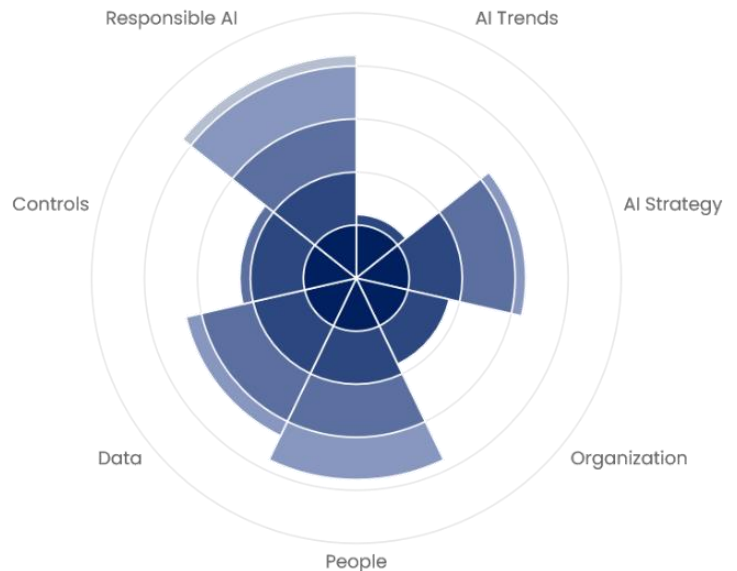 Responsible AI
AI Trends
Controls
AI Strategy
Data
Organization
People